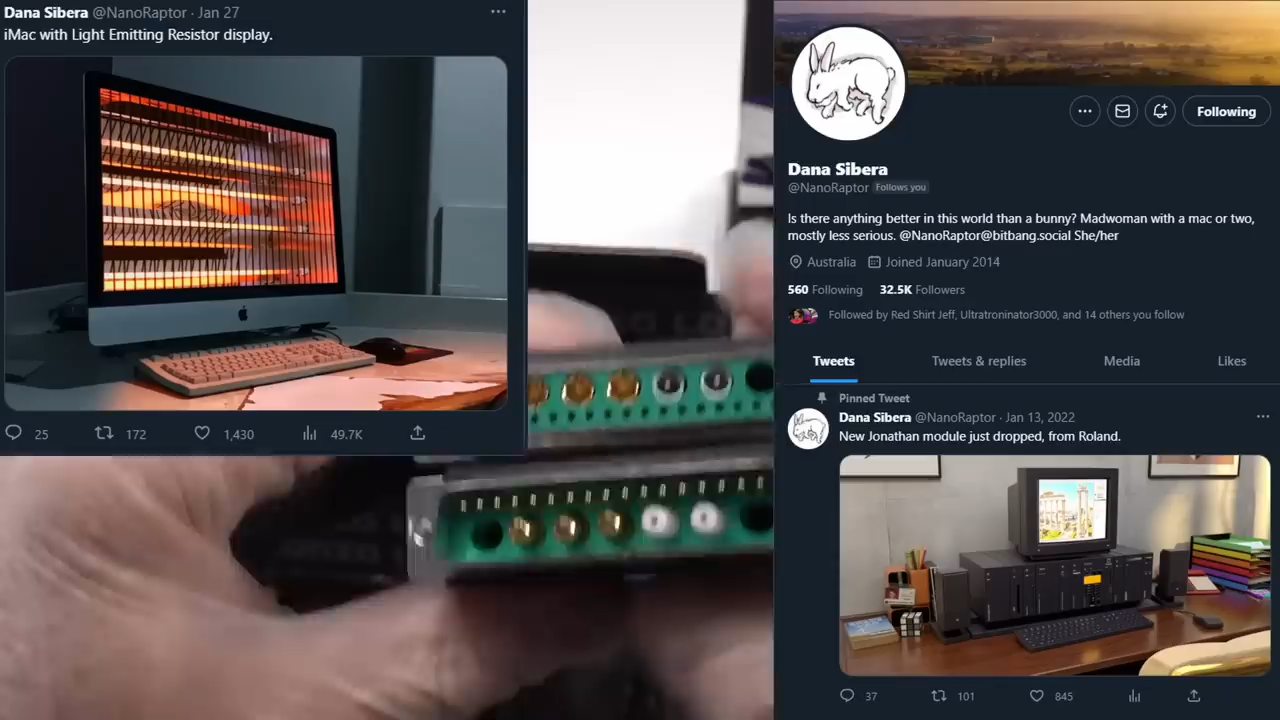 Dana Sibera @NanoRaptor · Jan 27
iMac with Light Emitting Resistor display.
25 172 1,430 49.7K
Following
Dana Sibera
@NanoRaptor Follows you
Is there anything better in this world than a bunny? Madwoman with a mac or two,
mostly less serious. @NanoRaptor@bitbang.social She/her
Australia Joined January 2014
560 Following 32.5K Followers
Followed by Red Shirt Jeff, Ultratroninator3000, and 14 others you follow
Tweets Tweets & replies Media Likes
Pinned Tweet
Dana Sibera @NanoRaptor · Jan 13, 2022
New Jonathan module just dropped, from Roland.
37 101 845